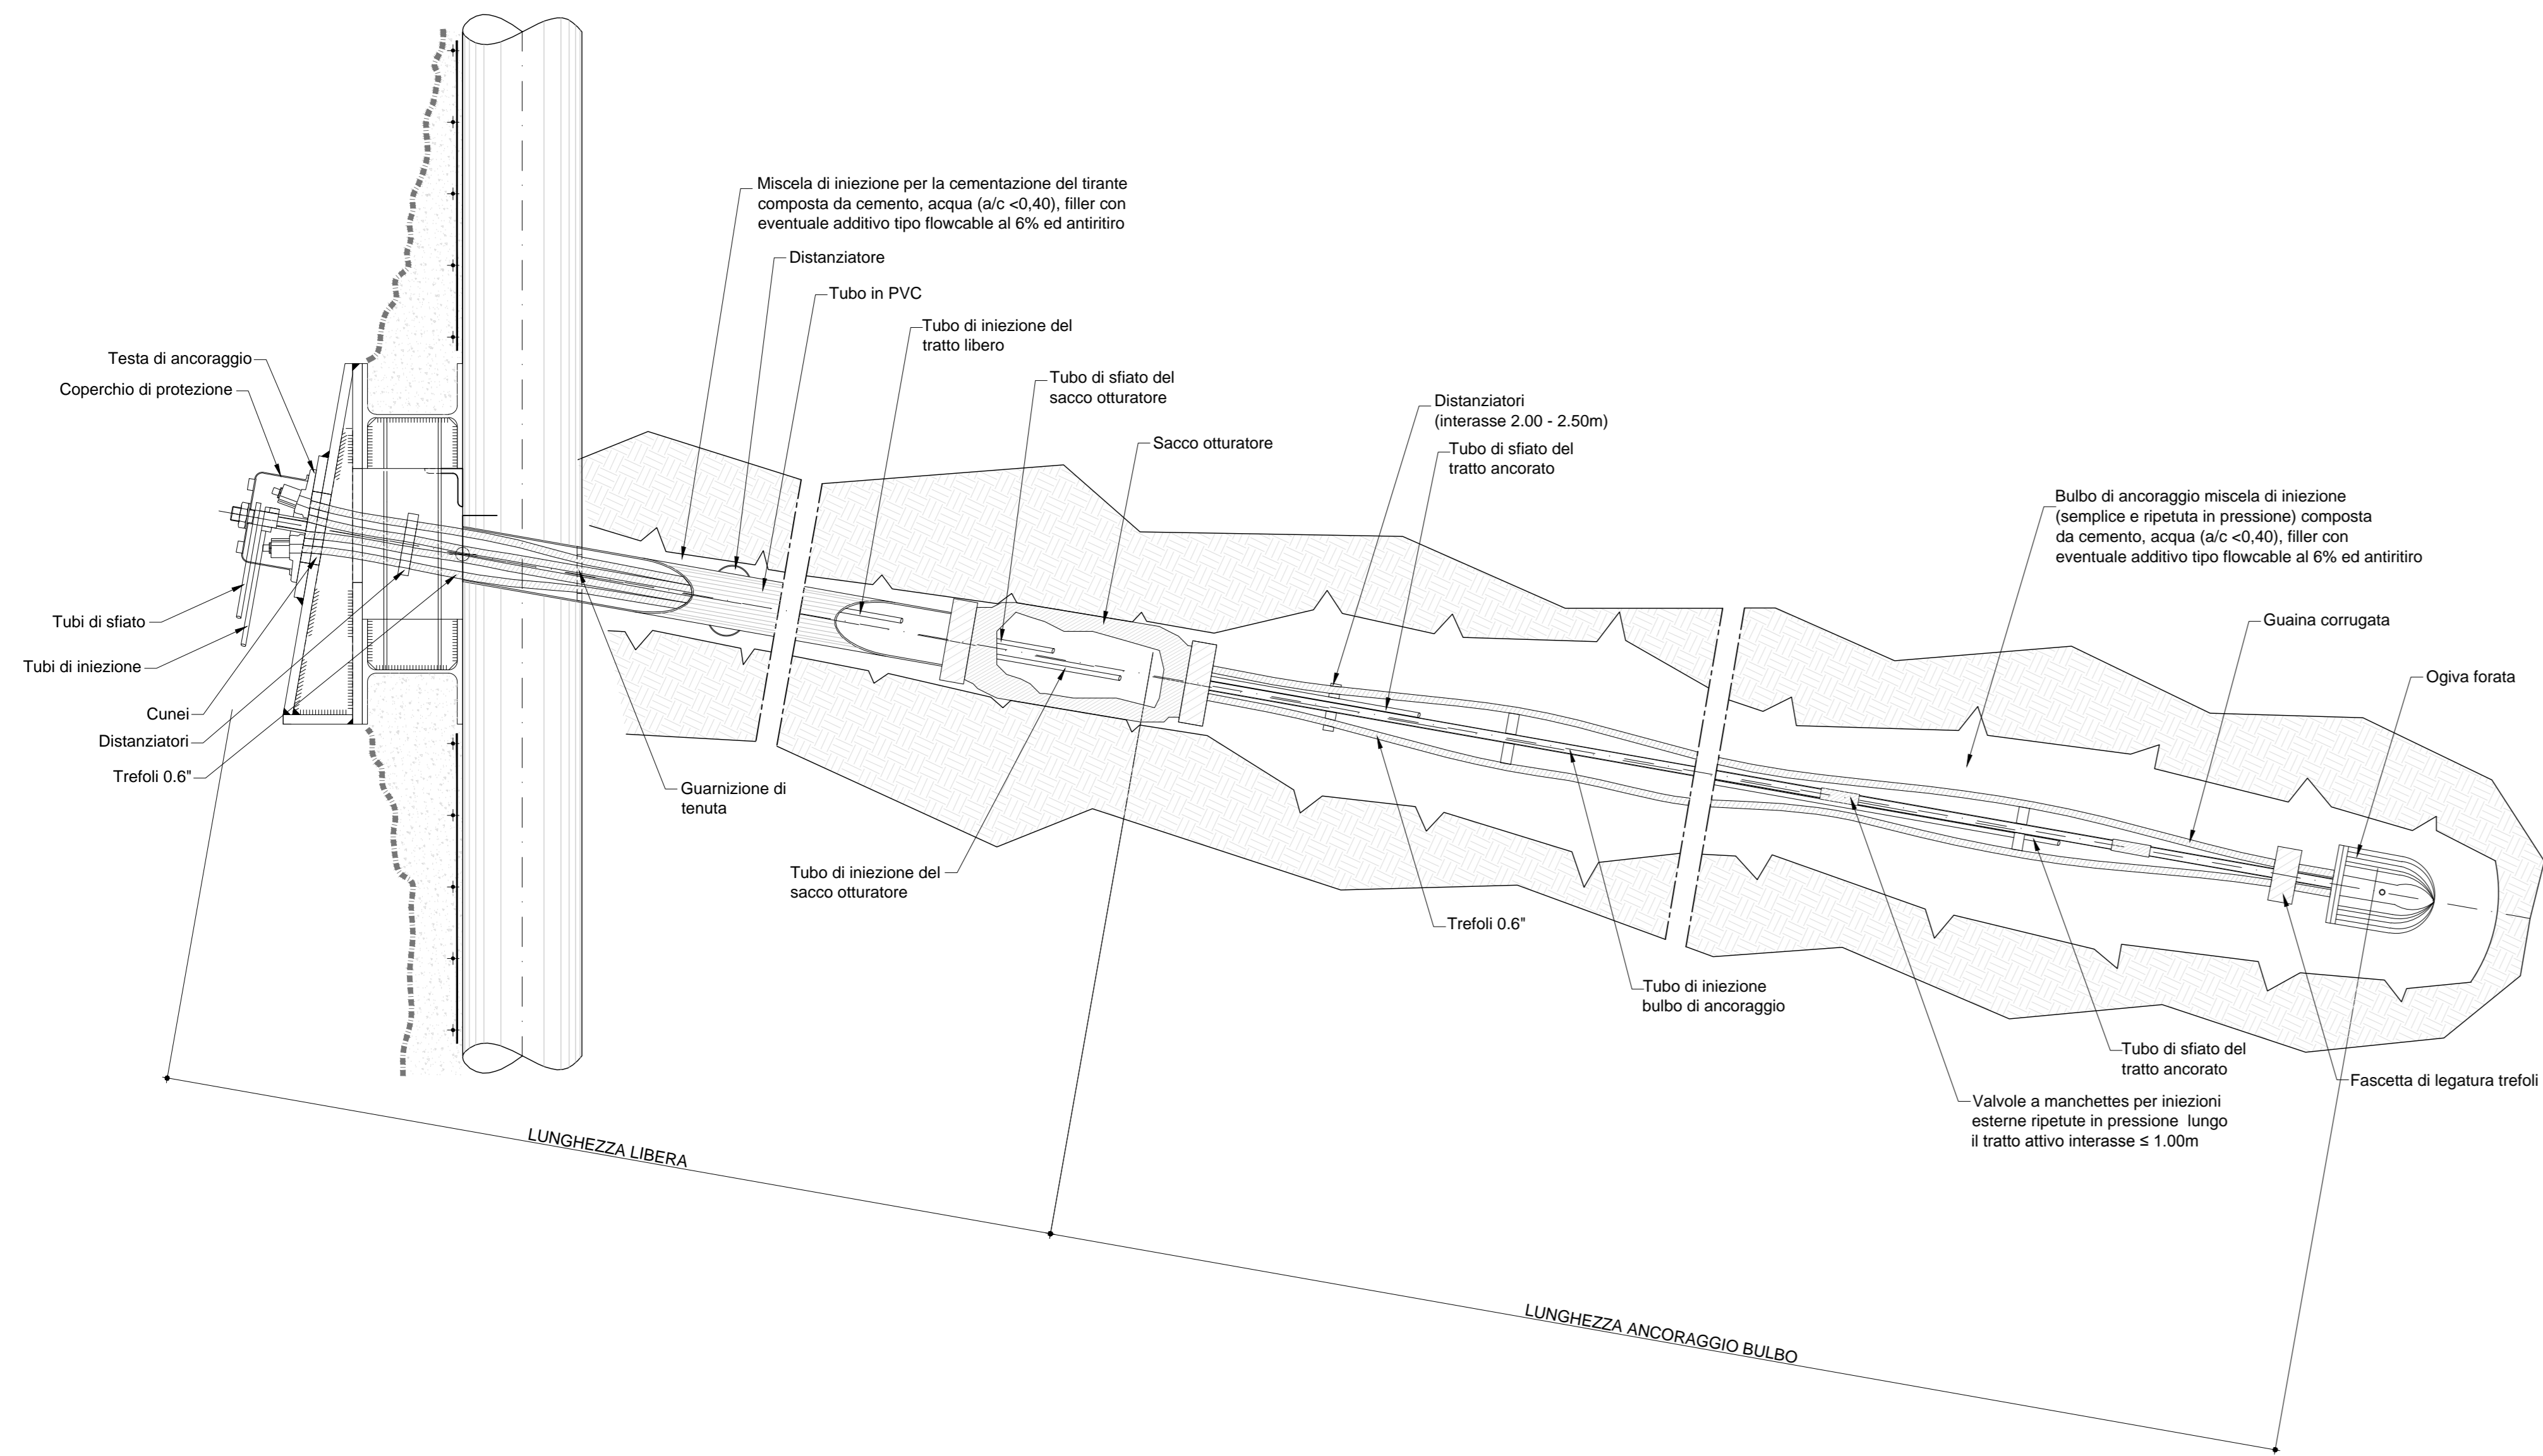 Miscela di iniezione per la cementazione del tirante
composta da cemento, acqua (a/c <0,40), filler con
eventuale additivo tipo flowcable al 6% ed antiritiro
Distanziatore
Tubo in PVC
Tubo di iniezione del
tratto libero
Testa di ancoraggio
Coperchio di protezione
Tubo di sfiato del
sacco otturatore
Distanziatori
(interasse 2.00 - 2.50m)
Sacco otturatore
Tubo di sfiato del
tratto ancorato
Bulbo di ancoraggio miscela di iniezione
(semplice e ripetuta in pressione) composta
da cemento, acqua (a/c <0,40), filler con
eventuale additivo tipo flowcable al 6% ed antiritiro
Guaina corrugata
Ogiva forata
Tubi di sfiato
Tubi di iniezione
Cunei
Distanziatori
Trefoli 0.6"
Guarnizione di
tenuta
Tubo di iniezione del
sacco otturatore
Trefoli 0.6"
Tubo di iniezione
bulbo di ancoraggio
Tubo di sfiato del
tratto ancorato
Fascetta di legatura trefoli
Valvole a manchettes per iniezioni
esterne ripetute in pressione lungo
il tratto attivo interasse ≤ 1.00m
LUNGHEZZA LIBERA
LUNGHEZZA ANCORAGGIO BULBO